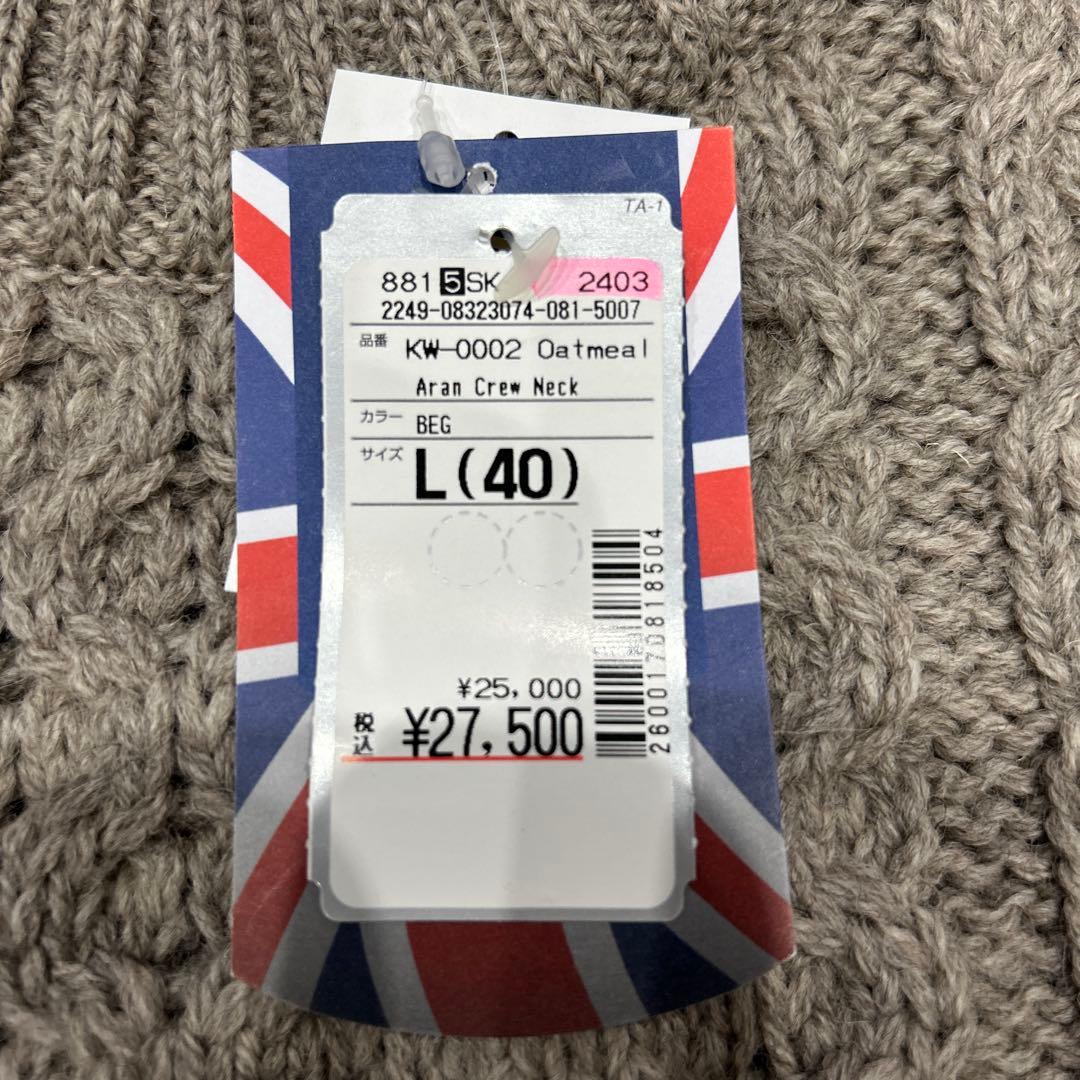 TA-1
881 5 SK 2403
2249-08323074-081-5007
品番 KW-0002 Oatmeal
Aran Crew Neck
カラー BEG
サイズ L(40)
¥25,000
税込 ¥27,500
2600170818504